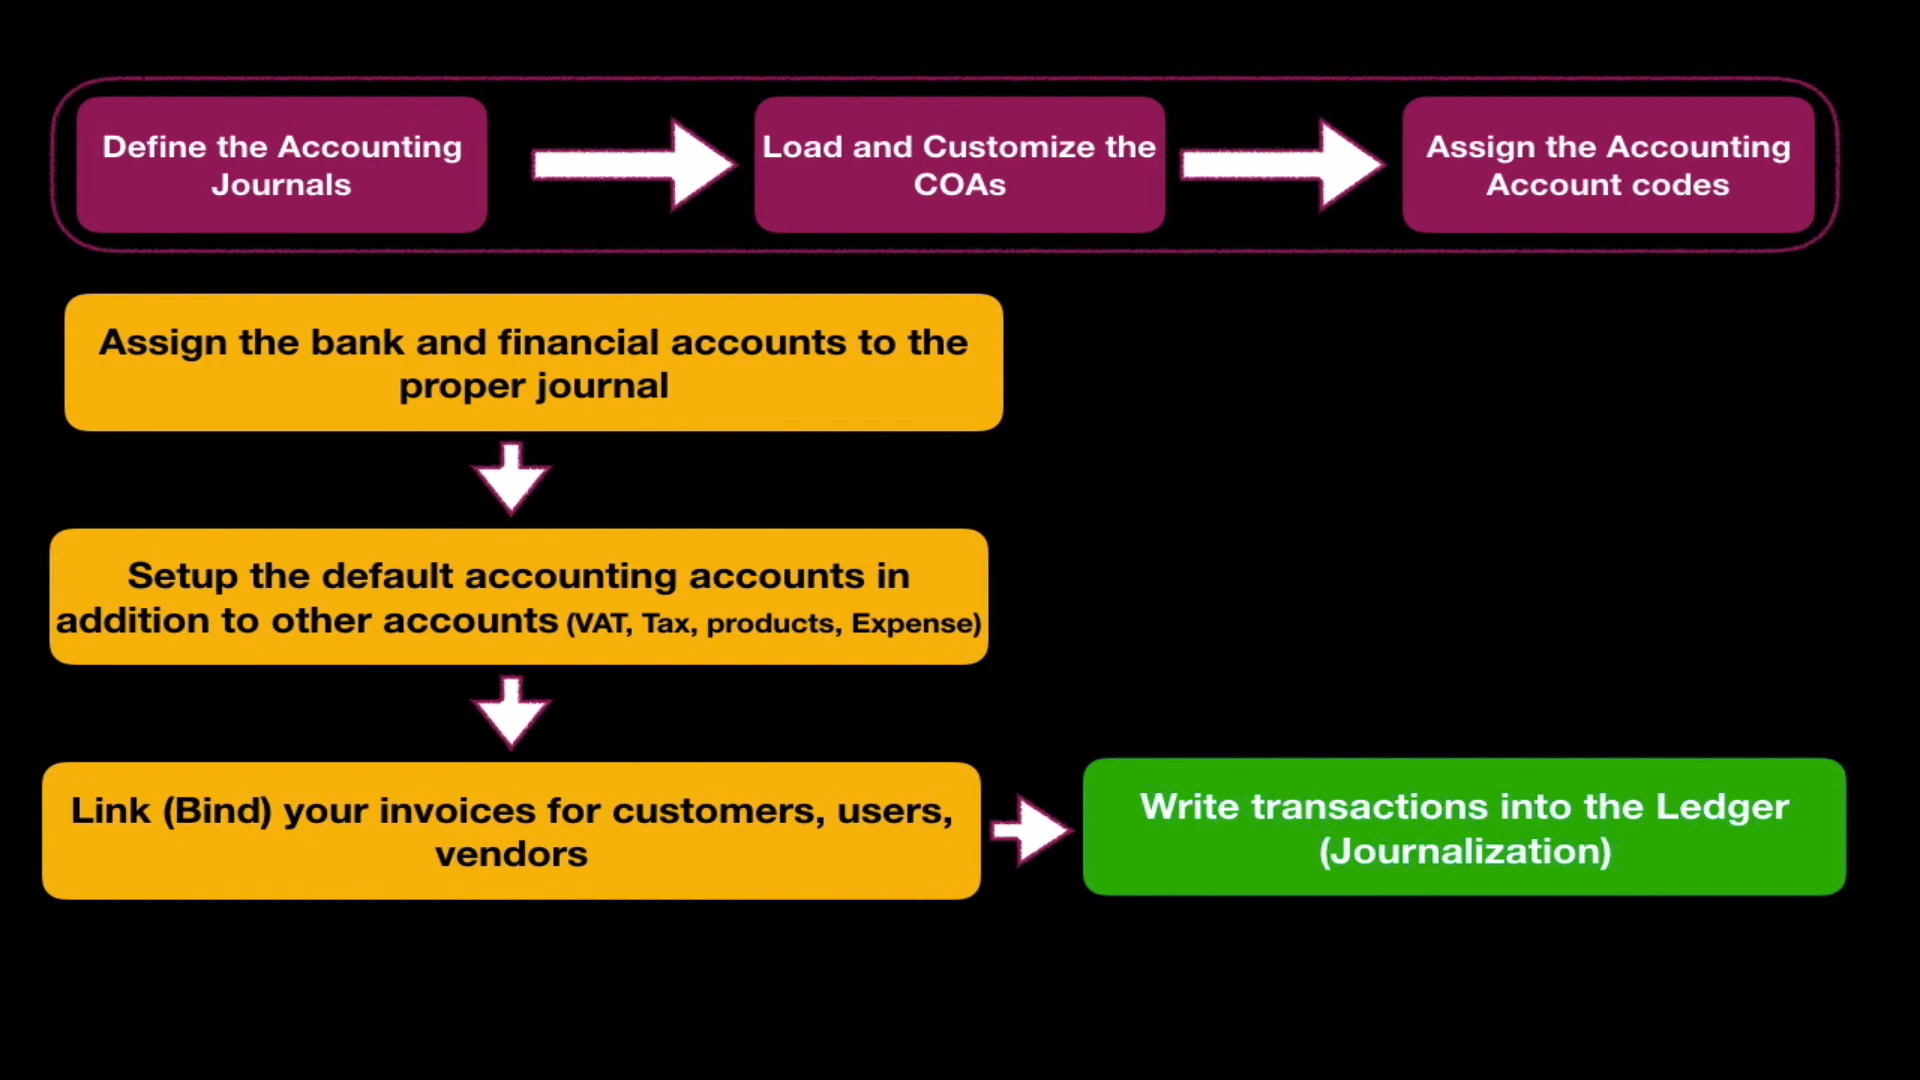 Define the Accounting
Journals
Load and Customize the
COAs
Assign the Accounting
Account codes
Assign the bank and financial accounts to the
proper journal
Setup the default accounting accounts in
addition to other accounts (VAT, Tax, products, Expense)
Link (Bind) your invoices for customers, users,
vendors
Write transactions into the Ledger
(Journalization)